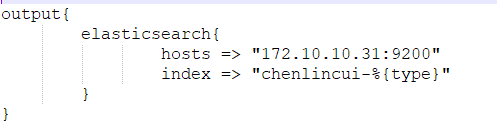 output{
        elasticsearch{
                hosts => "172.10.10.31:9200"
                index => "chenlincui-%{type}"
        }
}